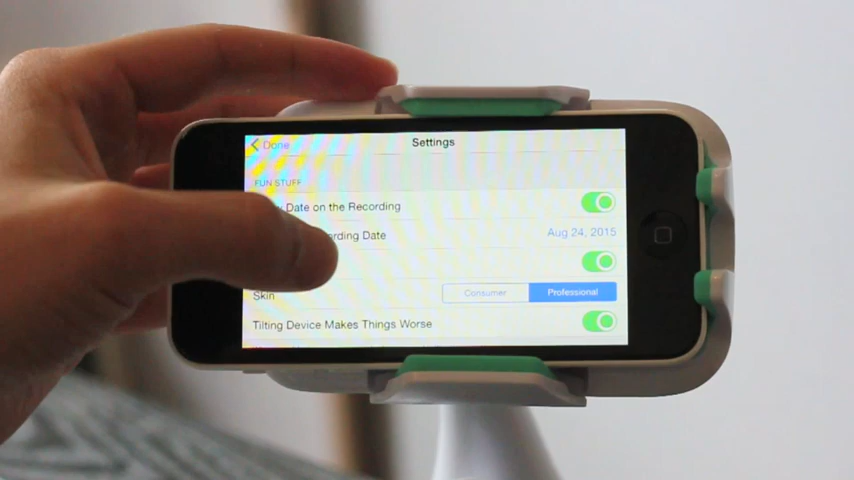 Done
Settings
FUN STUFF
Date on the Recording
Date
Aug 24, 2015
Skin
Consumer
Professional
Tilting Device Makes Things Worse